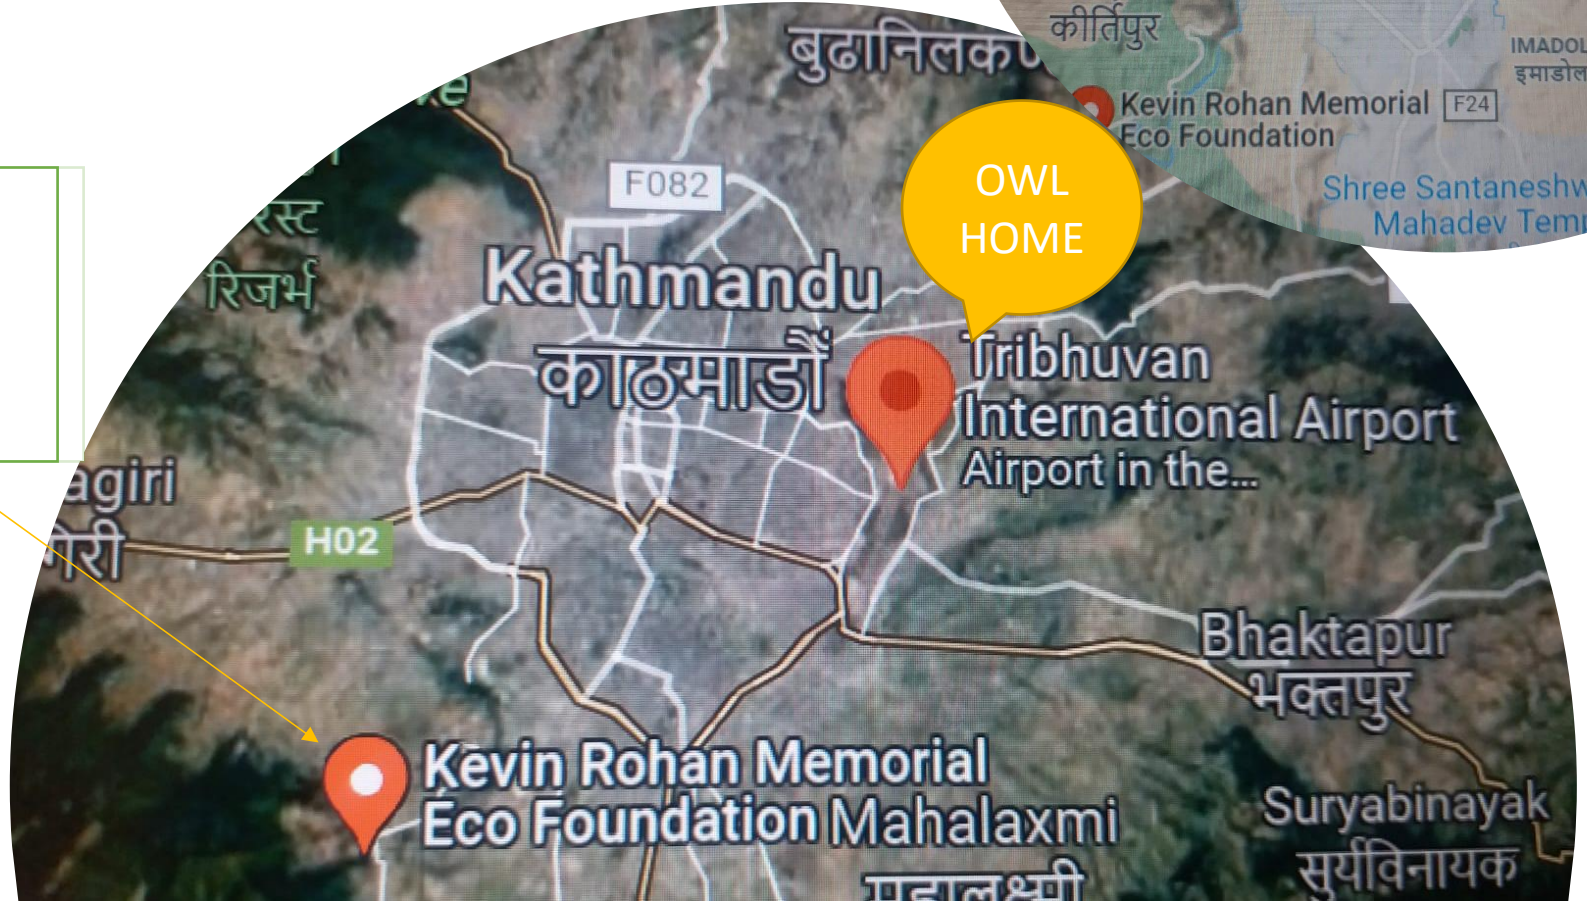 बुढानिलकण
कीर्तिपुर
IMADOL
इमाडोल
Kevin Rohan Memorial
Eco Foundation
F24
Shree Santaneshw
Mahadev Temp
OWL
HOME
F082
रिजर्भ
Kathmandu
काठमाडौं
Tribhuvan
International Airport
Airport in the...
agiri
गिरी
H02
Bhaktapur
भक्तपुर
Kevin Rohan Memorial
Eco Foundation
Mahalaxmi
महालक्ष्मी
Suryabinayak
सुर्यविनायक